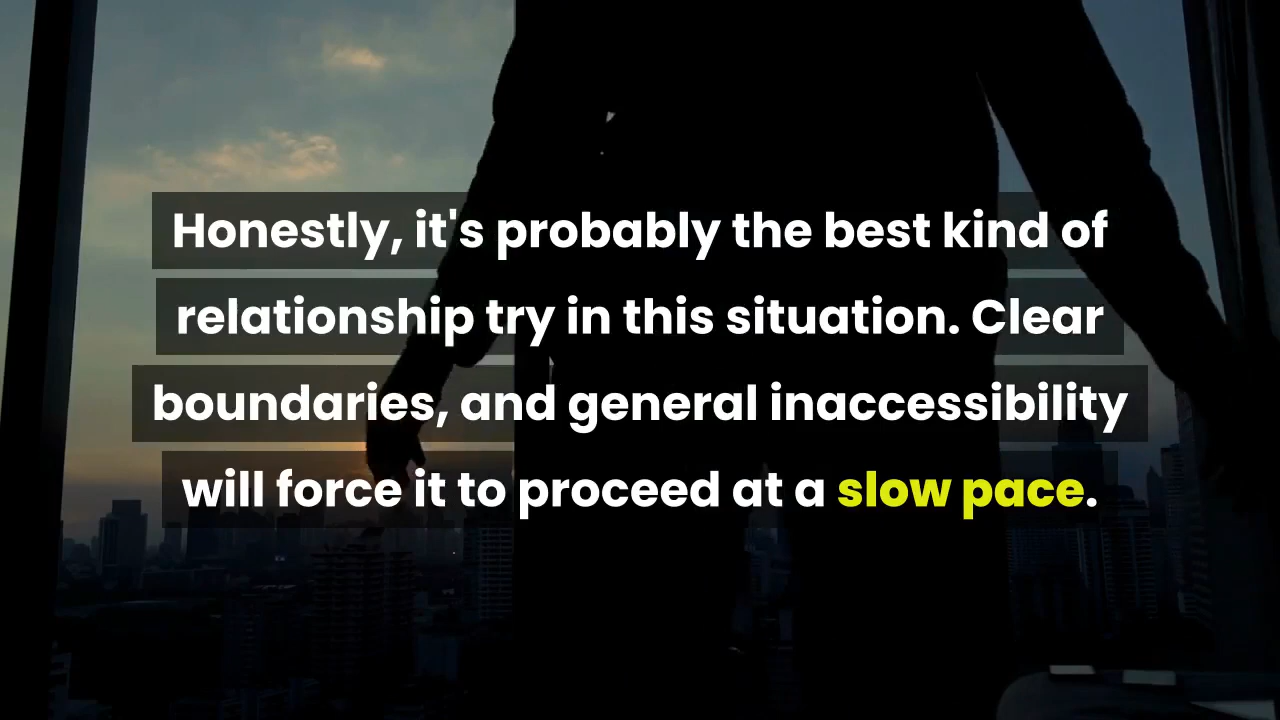 Honestly, it's probably the best kind of
relationship try in this situation. Clear
boundaries, and general inaccessibility
will force it to proceed at a slow pace.